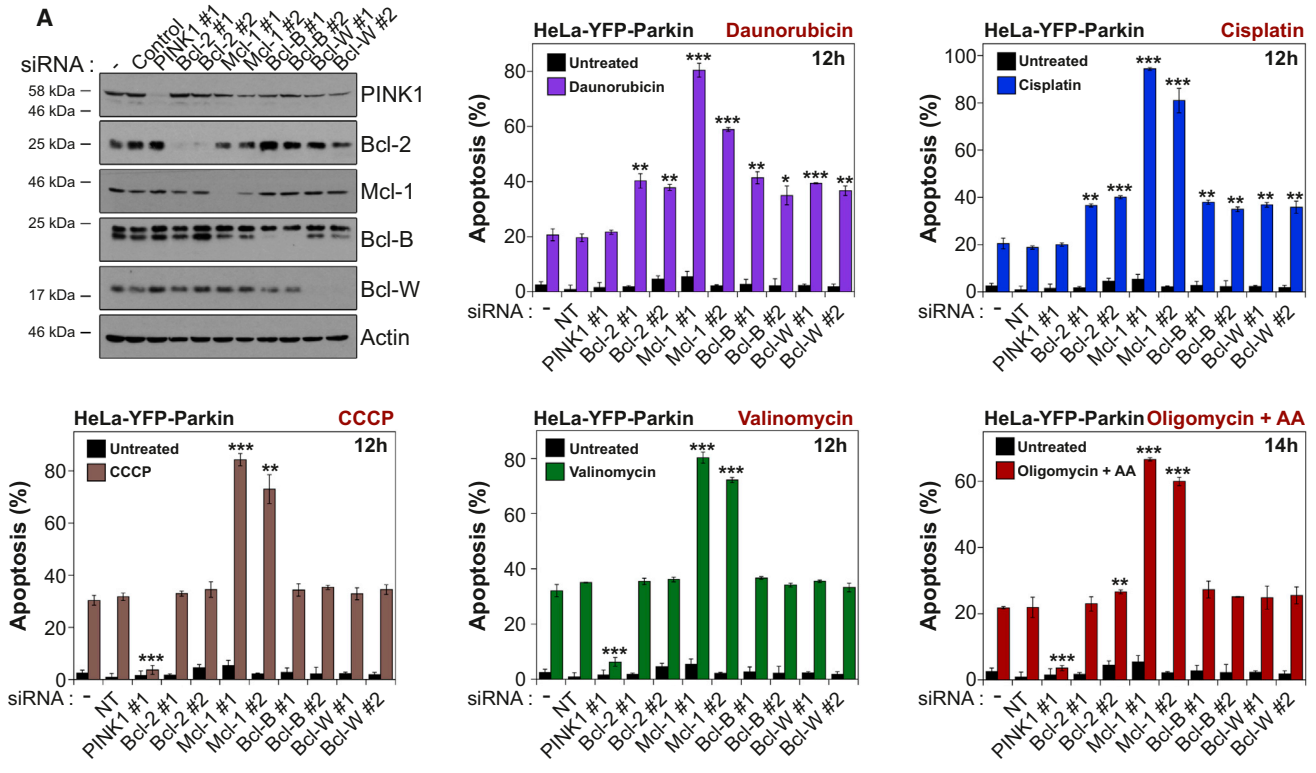 A
siRNA : - Control PINK1 #1 Bcl-2 #1 Bcl-2 #2 Mcl-1 #1 Mcl-1 #2 Bcl-B #1 Bcl-B #2 Bcl-W #1 Bcl-W #2
58 kDa
46 kDa
PINK1
25 kDa
Bcl-2
46 kDa
Mcl-1
25 kDa
Bcl-B
17 kDa
Bcl-W
46 kDa
Actin
HeLa-YFP-Parkin Daunorubicin
12h
Untreated
Daunorubicin
Apoptosis (%)
80
60
40
20
0
** ** *** *** ** * *** **
siRNA : - NT PINK1 #1 Bcl-2 #1 Bcl-2 #2 Mcl-1 #1 Mcl-1 #2 Bcl-B #1 Bcl-B #2 Bcl-W #1 Bcl-W #2
HeLa-YFP-Parkin Cisplatin
12h
Untreated
Cisplatin
Apoptosis (%)
100
80
60
40
20
0
** *** *** *** ** ** ** **
siRNA : - NT PINK1 #1 Bcl-2 #1 Bcl-2 #2 Mcl-1 #1 Mcl-1 #2 Bcl-B #1 Bcl-B #2 Bcl-W #1 Bcl-W #2
HeLa-YFP-Parkin CCCP
12h
Untreated
CCCP
Apoptosis (%)
80
60
40
20
0
*** *** **
siRNA : - NT PINK1 #1 Bcl-2 #1 Bcl-2 #2 Mcl-1 #1 Mcl-1 #2 Bcl-B #1 Bcl-B #2 Bcl-W #1 Bcl-W #2
HeLa-YFP-Parkin Valinomycin
12h
Untreated
Valinomycin
Apoptosis (%)
80
60
40
20
0
*** *** ***
siRNA : - NT PINK1 #1 Bcl-2 #1 Bcl-2 #2 Mcl-1 #1 Mcl-1 #2 Bcl-B #1 Bcl-B #2 Bcl-W #1 Bcl-W #2
HeLa-YFP-Parkin Oligomycin + AA
14h
Untreated
Oligomycin + AA
Apoptosis (%)
60
40
20
0
*** ** *** ***
siRNA : - NT PINK1 #1 Bcl-2 #1 Bcl-2 #2 Mcl-1 #1 Mcl-1 #2 Bcl-B #1 Bcl-B #2 Bcl-W #1 Bcl-W #2